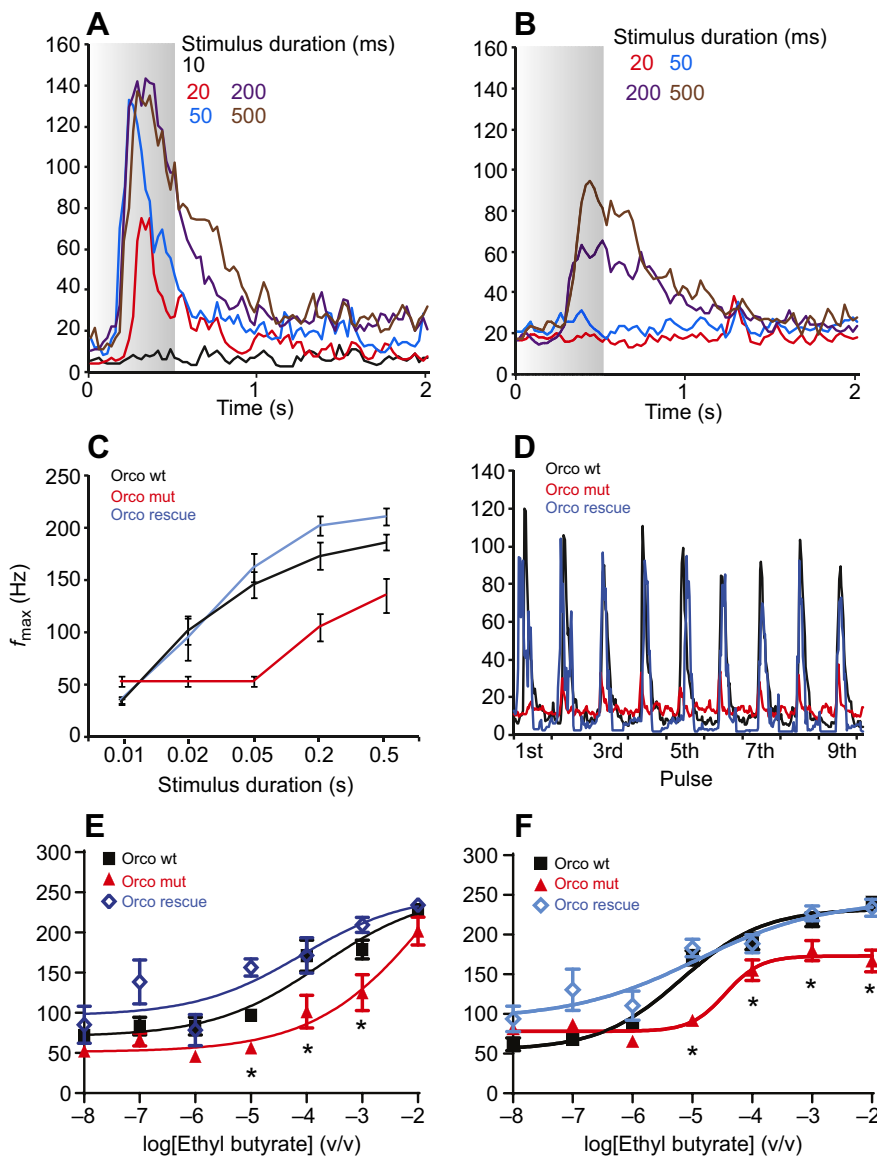 A
Stimulus duration (ms)
10
20 200
50 500
160
140
120
100
80
60
40
20
0
0 1 2
Time (s)
B
Stimulus duration (ms)
20 50
200 500
160
140
120
100
80
60
40
20
0
0 1 2
Time (s)
C
Orco wt
Orco mut
Orco rescue
fmax (Hz)
250
200
150
100
50
0
0.01 0.02 0.05 0.2 0.5
Stimulus duration (s)
D
Orco wt
Orco mut
Orco rescue
140
120
100
80
60
40
20
0
1st 3rd 5th 7th 9th
Pulse
E
Orco wt
Orco mut
Orco rescue
300
250
200
150
100
50
0
* * *
–8 –7 –6 –5 –4 –3 –2
log[Ethyl butyrate] (v/v)
F
Orco wt
Orco mut
Orco rescue
300
250
200
150
100
50
0
* * * *
–8 –7 –6 –5 –4 –3 –2
log[Ethyl butyrate] (v/v)